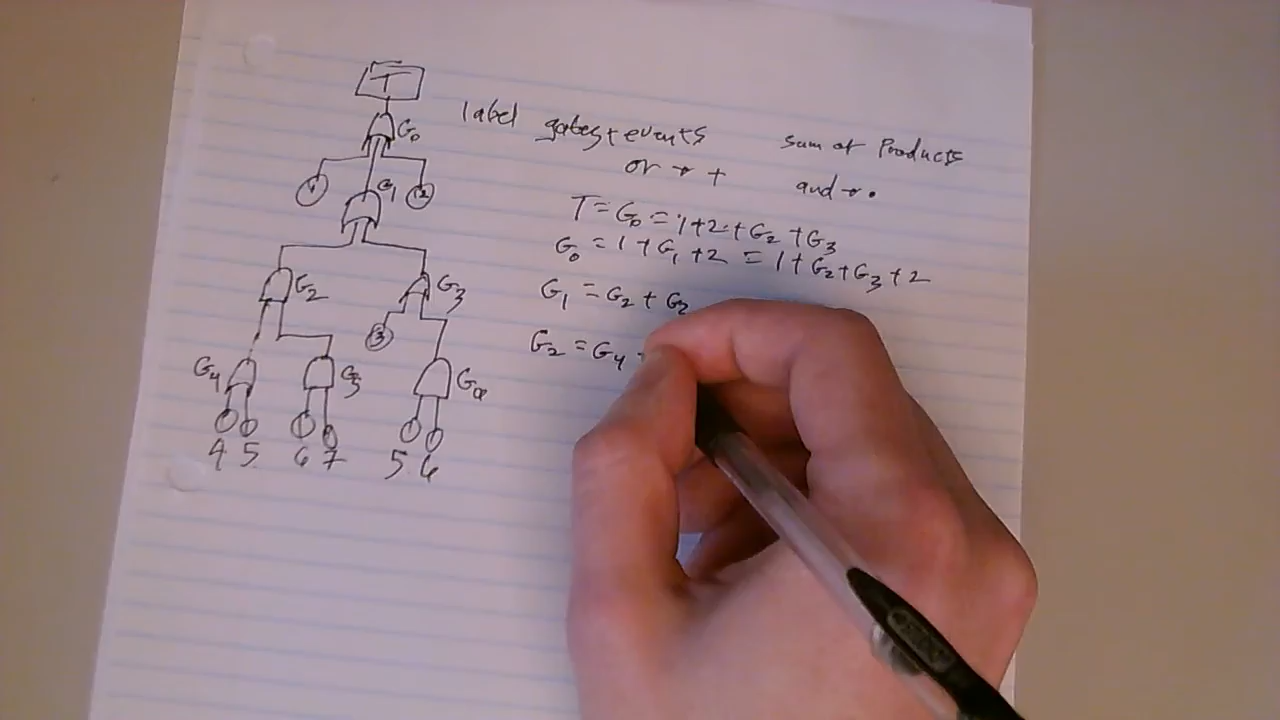 T
label gates + events sum of Products
G0
or → + and → •
1 G1 2
T = G0 = 1 + 2 + G2 + G3
G0 = 1 + G1 + 2 = 1 + G2 + G3 + 2
G2 G3 G1 = G2 + G2
3 G2 = G4
G4 G5
4 5 6 7 5 6